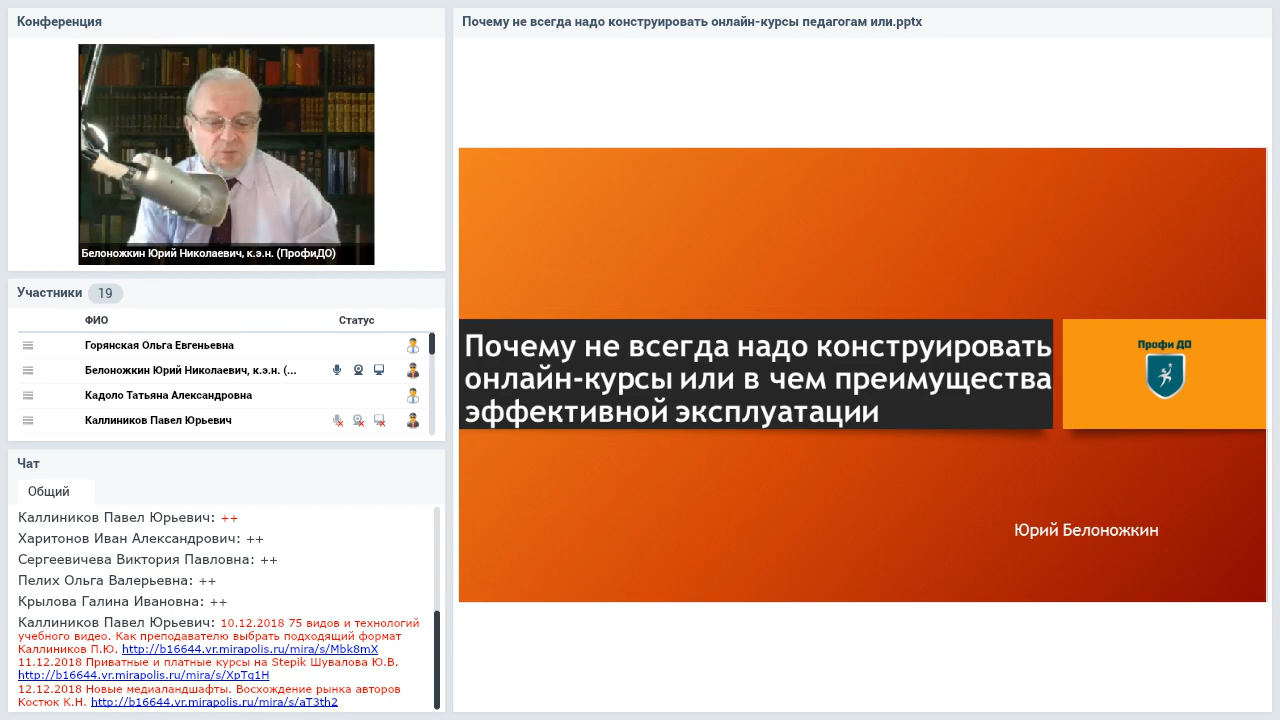 Конференция
Белоножкин Юрий Николаевич, к.э.н. (ПрофиДО)
Участники 19
ФИО Статус
Горянская Ольга Евгеньевна
Белоножкин Юрий Николаевич, к.э.н. (...
Кадоло Татьяна Александровна
Каллиников Павел Юрьевич
Чат
Общий
Каллиников Павел Юрьевич: ++
Харитонов Иван Александрович: ++
Сергеевичева Виктория Павловна: ++
Пелих Ольга Валерьевна: ++
Крылова Галина Ивановна: ++
Каллиников Павел Юрьевич: 10.12.2018 75 видов и технологий
учебного видео. Как преподавателю выбрать подходящий формат
Каллиников П.Ю. http://b16644.vr.mirapolis.ru/mira/s/Mbk8mX
11.12.2018 Приватные и платные курсы на Stepik Шувалова Ю.В.
http://b16644.vr.mirapolis.ru/mira/s/XpTq1H
12.12.2018 Новые медиаландшафты. Восхождение рынка авторов
Костюк К.Н. http://b16644.vr.mirapolis.ru/mira/s/aT3th2
Почему не всегда надо конструировать онлайн-курсы педагогам или.pptx
Почему не всегда надо конструировать
онлайн-курсы или в чем преимущества
эффективной эксплуатации
Профи ДО
Юрий Белоножкин